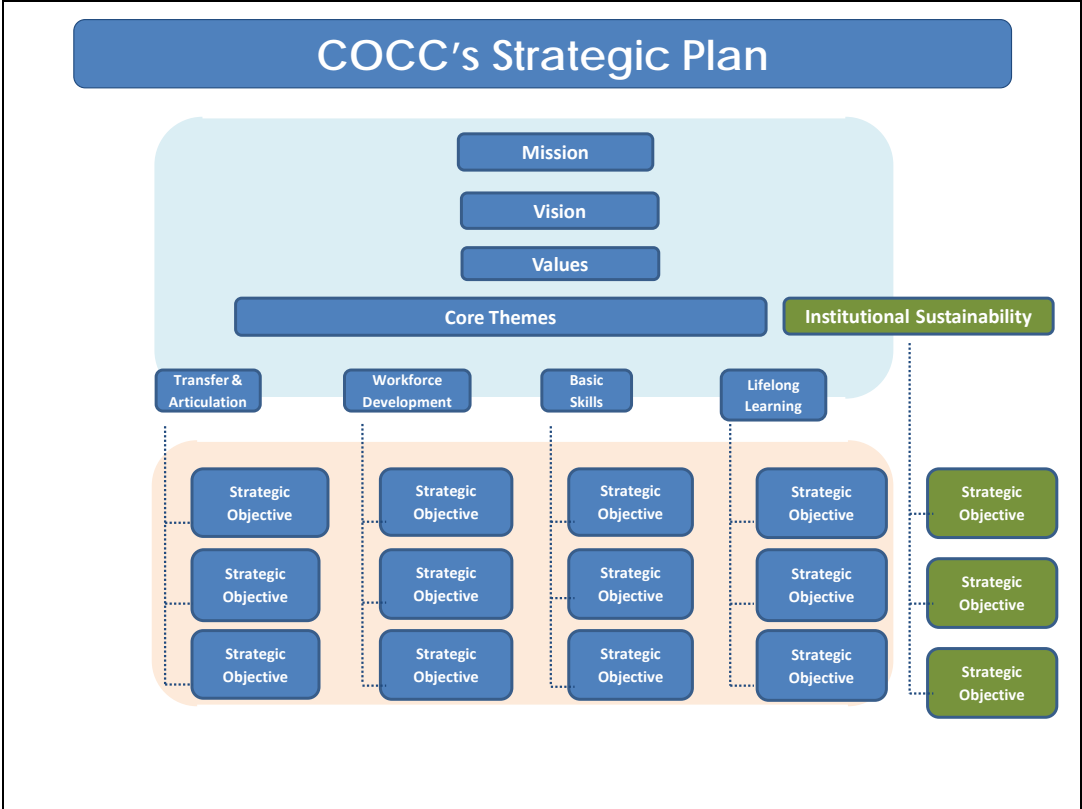 COCC's Strategic Plan
Mission
Vision
Values
Core Themes
Institutional Sustainability
Transfer &
Articulation
Workforce
Development
Basic
Skills
Lifelong
Learning
Strategic
Objective
Strategic
Objective
Strategic
Objective
Strategic
Objective
Strategic
Objective
Strategic
Objective
Strategic
Objective
Strategic
Objective
Strategic
Objective
Strategic
Objective
Strategic
Objective
Strategic
Objective
Strategic
Objective
Strategic
Objective
Strategic
Objective